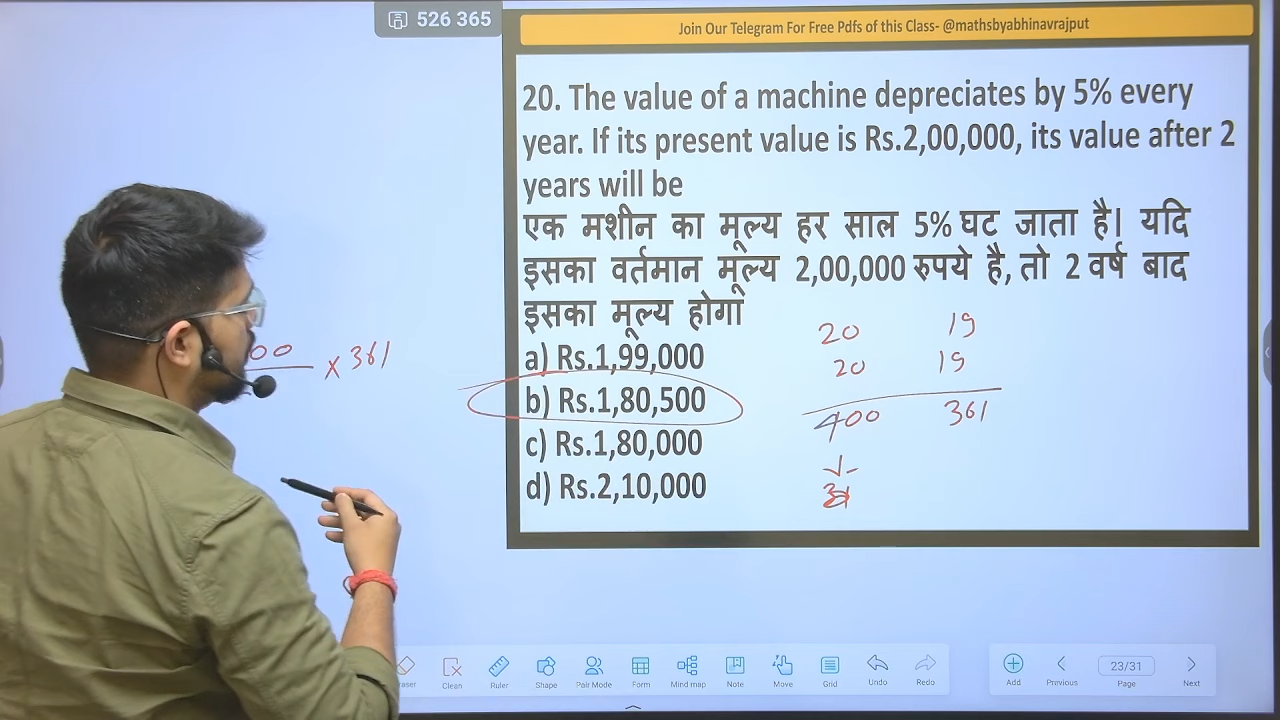 526 365
Join Our Telegram For Free Pdfs of this Class- @mathsbyabhinavrajput
20. The value of a machine depreciates by 5% every
year. If its present value is Rs.2,00,000, its value after 2
years will be
एक मशीन का मूल्य हर साल 5% घट जाता है। यदि
इसका वर्तमान मूल्य 2,00,000 रुपये है, तो 2 वर्ष बाद
इसका मूल्य होगा
a) Rs.1,99,000
b) Rs.1,80,500
c) Rs.1,80,000
d) Rs.2,10,000
20 19
20 19
400 361
00 × 361
Clean Ruler Shape Pair Mode Form Mind map Note Move Grid Undo Redo
Add Previous 23/31 Page Next